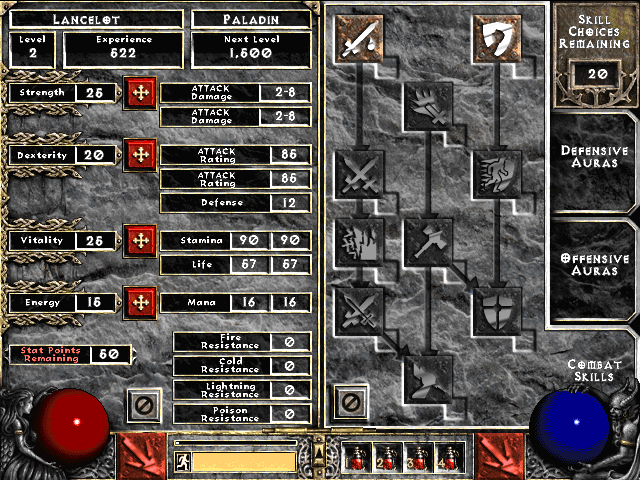 Lancelot
Paladin
Level
2
Experience
522
Next Level
1,500
Skill
Choices
Remaining
20
Strength 25
Attack
Damage 2-8
Attack
Damage 2-8
Dexterity 20
Attack
Rating 85
Attack
Rating 85
Defense 12
Vitality 25
Stamina 90 90
Life 57 57
Energy 15
Mana 16 16
Stat Points
Remaining 50
Fire
Resistance 0
Cold
Resistance 0
Lightning
Resistance 0
Poison
Resistance 0
Defensive
Auras
Offensive
Auras
Combat
Skills
1 2 3 4